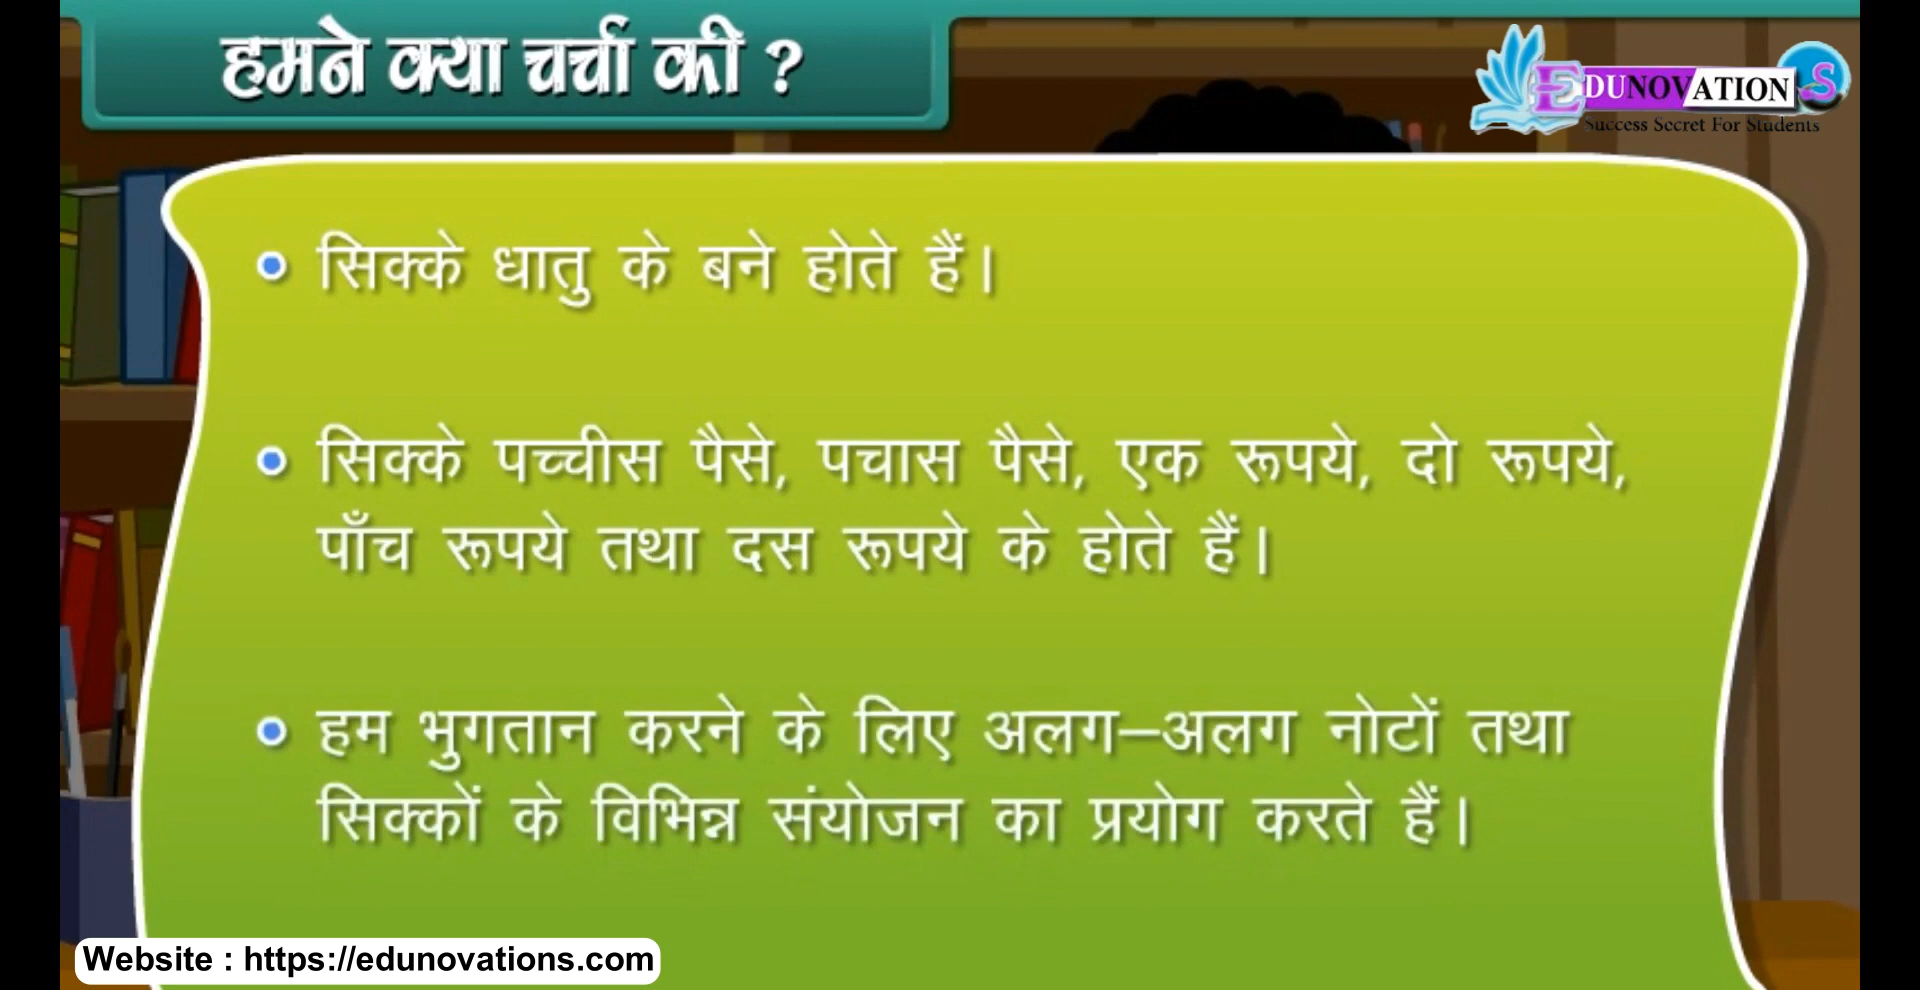 हमने क्या चर्चा की ?
EDUNOVATION S
Success Secret For Students
सिक्के धातु के बने होते हैं।
सिक्के पच्चीस पैसे, पचास पैसे, एक रूपये, दो रूपये,
पाँच रूपये तथा दस रूपये के होते हैं।
हम भुगतान करने के लिए अलग–अलग नोटों तथा
सिक्कों के विभिन्न संयोजन का प्रयोग करते हैं।
Website : https://edunovations.com